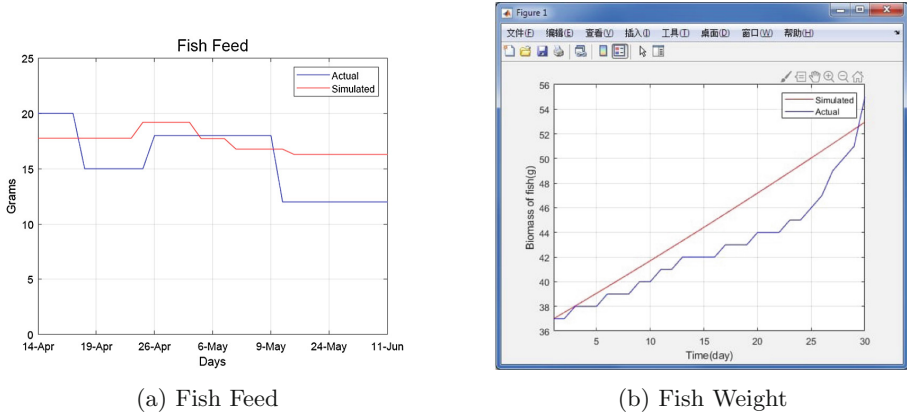 Fish Feed
25
20
15
10
5
0
Grams
Actual
Simulated
14-Apr 19-Apr 26-Apr 6-May 9-May 24-May 11-Jun
Days
(a) Fish Feed
Figure 1
文件(F) 编辑(E) 查看(V) 插入(I) 工具(T) 桌面(D) 窗口(W) 帮助(H)
56
54
52
50
48
46
44
42
40
38
36
Biomass of fish(g)
Simulated
Actual
5 10 15 20 25 30
Time(day)
(b) Fish Weight